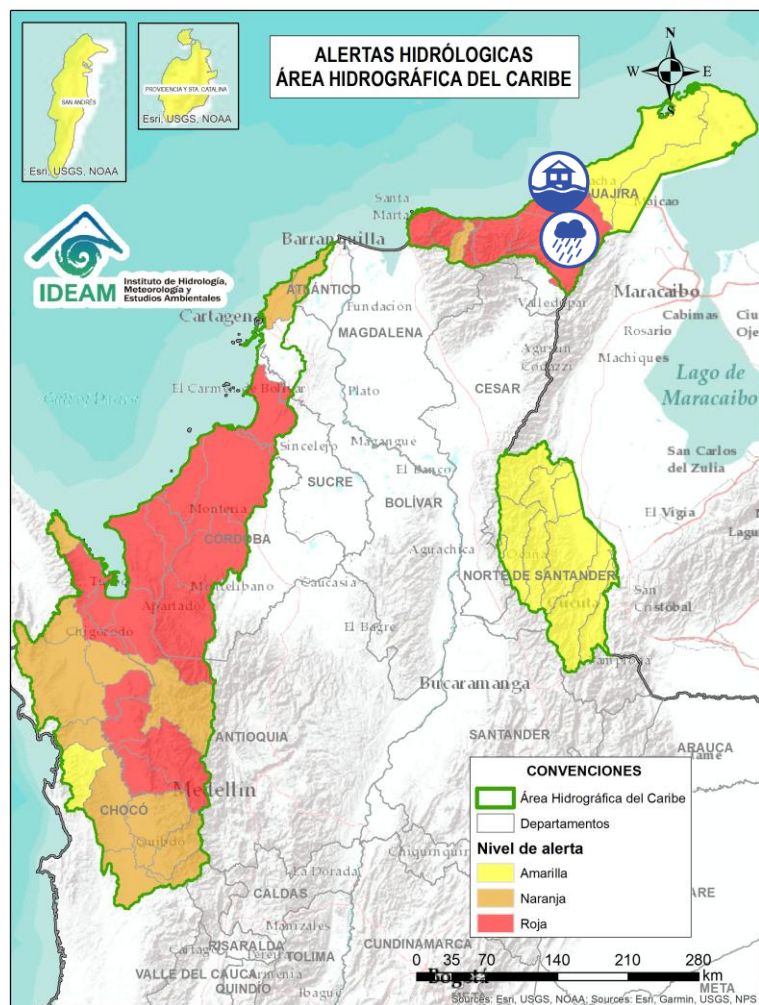 ALERTAS HIDRÓLOGICAS
ÁREA HIDROGRÁFICA DEL CARIBE
SAN ANDRÉS
Esri, USGS, NOAA
PROVIDENCIA Y STA. CATALINA
Esri, USGS, NOAA
N
W
E
S
IDEAM
Instituto de Hidrología,
Meteorología y
Estudios Ambientales
Santa
Marta
UAJIRA
Maicao
Barranquilla
ATLÁNTICO
Cartagena
Fundación
MAGDALENA
Valledupar
Maracaibo
Cabimas
Rosario
Machiques
Agustín
Codazzi
CESAR
Lago de
Maracaibo
El Carmen de Bolívar
Plato
Sincelejo
Magangué
SUCRE
El Banco
BOLÍVAR
San Carlos
del Zulia
Montería
CÓRDOBA
Aguachica
El Vigía
Ocaña
NORTE DE SANTANDER
Cúcuta
San
Cristóbal
Montelíbano
Caucasia
Apartadó
Chigorodó
El Bagre
Pamplona
Bucaramanga
ANTIOQUIA
SANTANDER
ARAUCA
Medellín
CHOCÓ
Quibdó
La Dorada
CALDAS
Manizales
RISARALDA
TOLIMA
CUNDINAMARCA
VALLE DEL CAUCA
Armenia
QUINDÍO
Ibagué
Bogotá
META
CONVENCIONES
Área Hidrográfica del Caribe
Departamentos
Nivel de alerta
Amarilla
Naranja
Roja
0 35 70 140 210 280
km
Sources: Esri, USGS, NOAA; Sources: Esri, Garmin, USGS, NPS